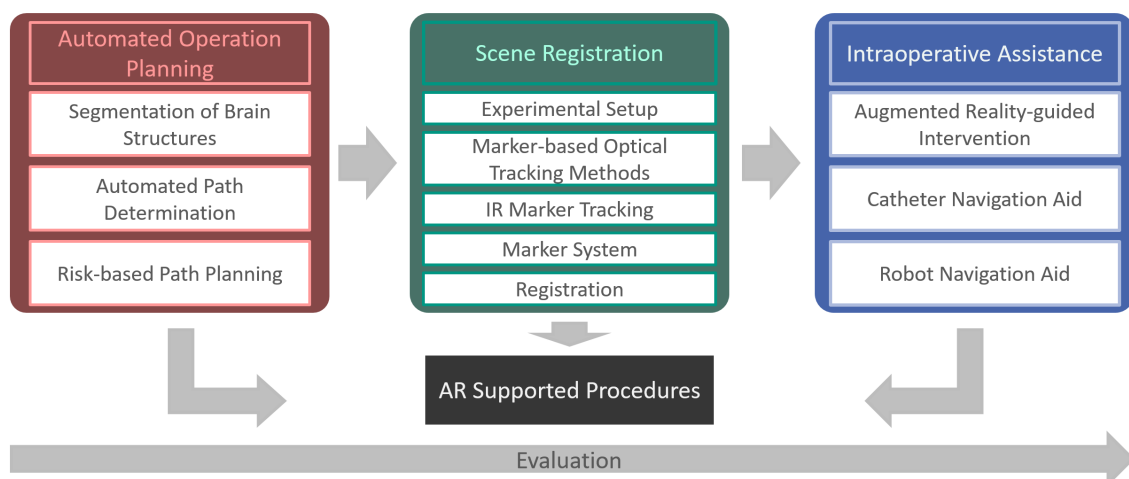 Automated Operation
Planning
Segmentation of Brain
Structures
Automated Path
Determination
Risk-based Path Planning
Scene Registration
Experimental Setup
Marker-based Optical
Tracking Methods
IR Marker Tracking
Marker System
Registration
Intraoperative Assistance
Augmented Reality-guided
Intervention
Catheter Navigation Aid
Robot Navigation Aid
AR Supported Procedures
Evaluation